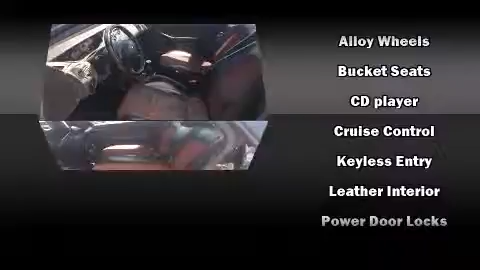 Alloy Wheels
Bucket Seats
CD player
Cruise Control
Keyless Entry
Leather Interior
Power Door Locks